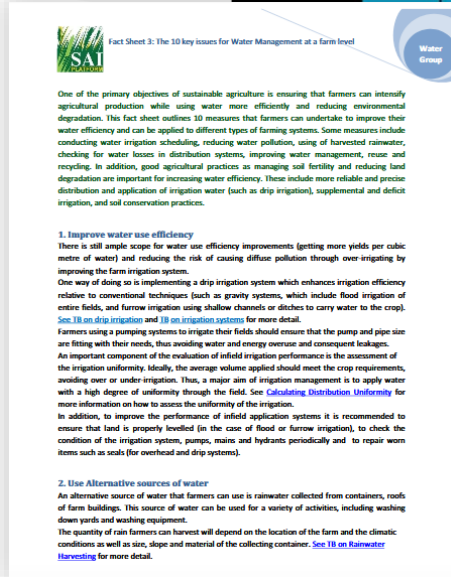 SAI
PLATFORM
Fact Sheet 3: The 10 key issues for Water Management at a farm level
Water
Group
One of the primary objectives of sustainable agriculture is ensuring that farmers can intensify
agricultural production while using water more efficiently and reducing environmental
degradation. This fact sheet outlines 10 measures that farmers can undertake to improve their
water efficiency and can be applied to different types of farming systems. Some measures include
conducting water irrigation scheduling, reducing water pollution, using of harvested rainwater,
checking for water losses in distribution systems, improving water management, reuse and
recycling. In addition, good agricultural practices as managing soil fertility and reducing land
degradation are important for increasing water efficiency. These include more reliable and precise
distribution and application of irrigation water (such as drip irrigation), supplemental and deficit
irrigation, and soil conservation practices.
1. Improve water use efficiency
There is still ample scope for water use efficiency improvements (getting more yields per cubic
metre of water) and reducing the risk of causing diffuse pollution through over-irrigating by
improving the farm irrigation system.
One way of doing so is implementing a drip irrigation system which enhances irrigation efficiency
relative to conventional techniques (such as gravity systems, which include flood irrigation of
entire fields, and furrow irrigation using shallow channels or ditches to carry water to the crop).
See TB on drip irrigation and TB on irrigation systems for more detail.
Farmers using a pumping systems to irrigate their fields should ensure that the pump and pipe size
are fitting with their needs, thus avoiding water and energy overuse and consequent leakages.
An important component of the evaluation of infield irrigation performance is the assessment of
the irrigation uniformity. Ideally, the average volume applied should meet the crop requirements,
avoiding over or under-irrigation. Thus, a major aim of irrigation management is to apply water
with a high degree of uniformity through the field. See Calculating Distribution Uniformity for
more information on how to assess the uniformity of the irrigation.
In addition, to improve the performance of infield application systems it is recommended to
ensure that land is properly levelled (in the case of flood or furrow irrigation), to check the
condition of the irrigation system, pumps, mains and hydrants periodically and to repair worn
items such as seals (for overhead and drip systems).
2. Use Alternative sources of water
An alternative source of water that farmers can use is rainwater collected from containers, roofs
of farm buildings. This source of water can be used for a variety of activities, including washing
down yards and washing equipment.
The quantity of rain farmers can harvest will depend on the location of the farm and the climatic
conditions as well as size, slope and material of the collecting container. See TB on Rainwater
Harvesting for more detail.